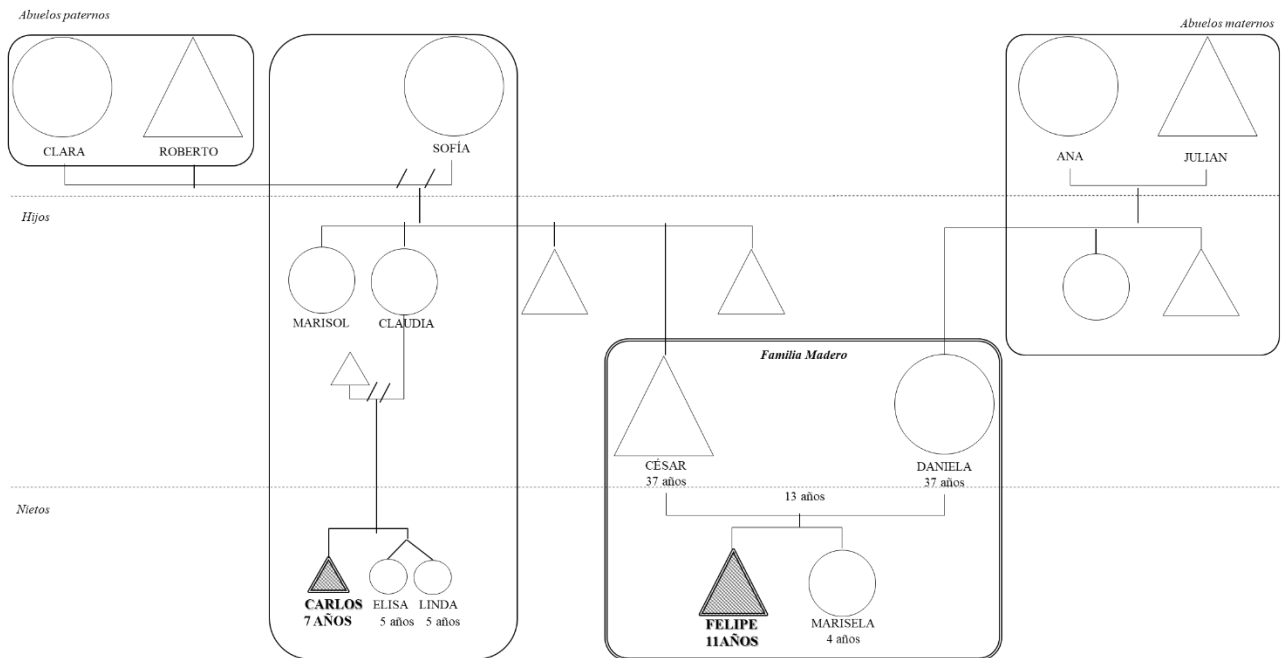 Abuelos paternos
Abuelos maternos
CLARA
ROBERTO
SOFÍA
ANA
JULIAN
Hijos
MARISOL
CLAUDIA
Familia Madero
CÉSAR
37 años
DANIELA
37 años
Nietos
13 años
CARLOS
7 AÑOS
ELISA
5 años
LINDA
5 años
FELIPE
11AÑOS
MARISELA
4 años